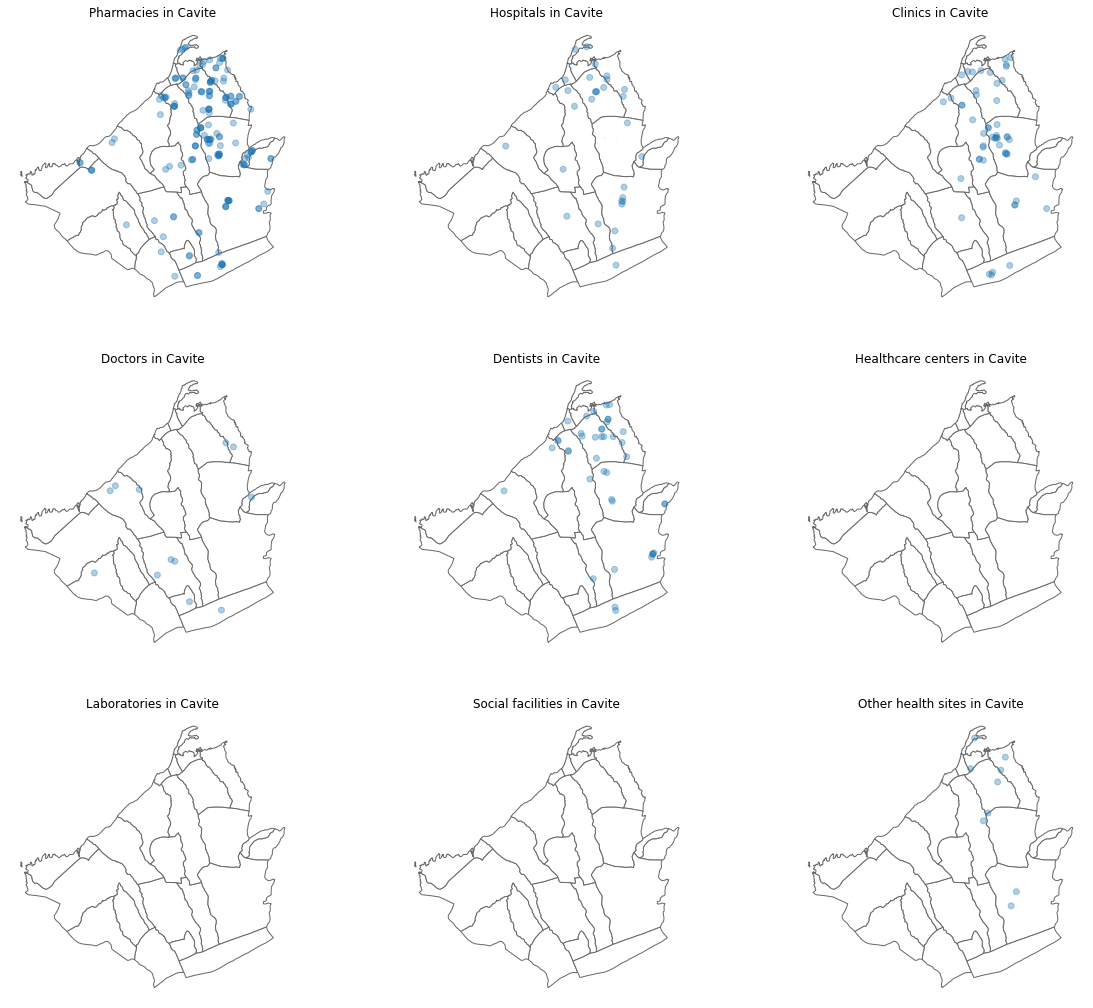 Pharmacies in Cavite
Hospitals in Cavite
Clinics in Cavite
Doctors in Cavite
Dentists in Cavite
Healthcare centers in Cavite
Laboratories in Cavite
Social facilities in Cavite
Other health sites in Cavite